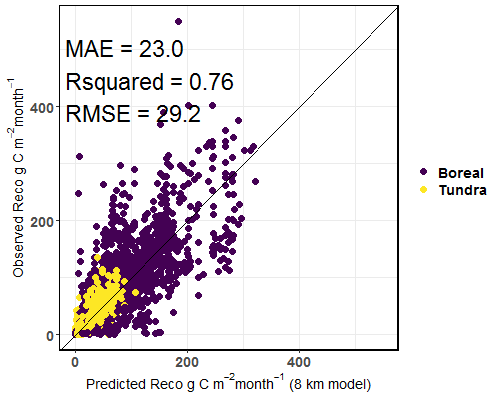 MAE = 23.0
Rsquared = 0.76
RMSE = 29.2
Observed Reco g C m⁻²month⁻¹
400
200
0
0 200 400
Predicted Reco g C m⁻²month⁻¹ (8 km model)
Boreal
Tundra